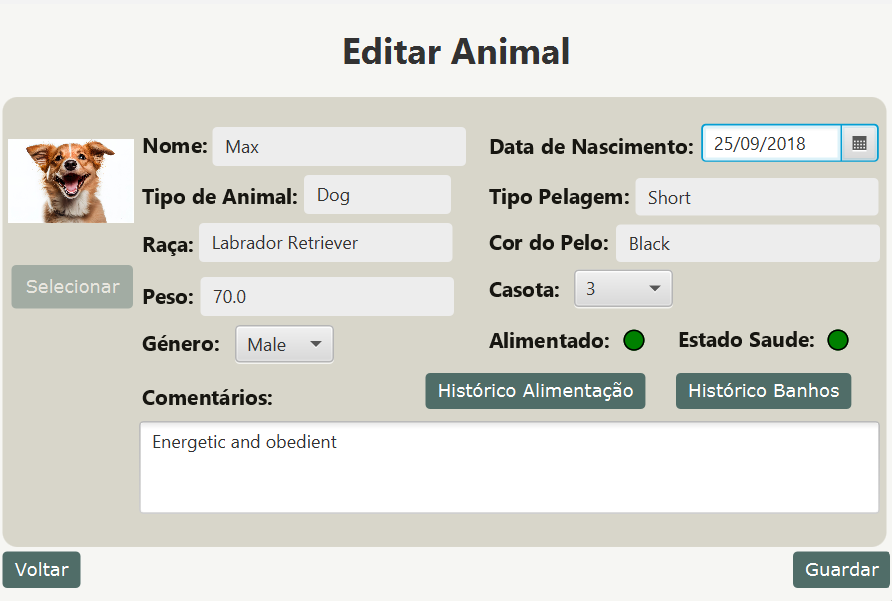 Editar Animal
Nome: Max
Data de Nascimento: 25/09/2018
Tipo de Animal: Dog
Tipo Pelagem: Short
Raça: Labrador Retriever
Cor do Pelo: Black
Selecionar
Peso: 70.0
Casota: 3
Género: Male
Alimentado:
Estado Saude:
Comentários:
Histórico Alimentação
Histórico Banhos
Energetic and obedient
Voltar
Guardar